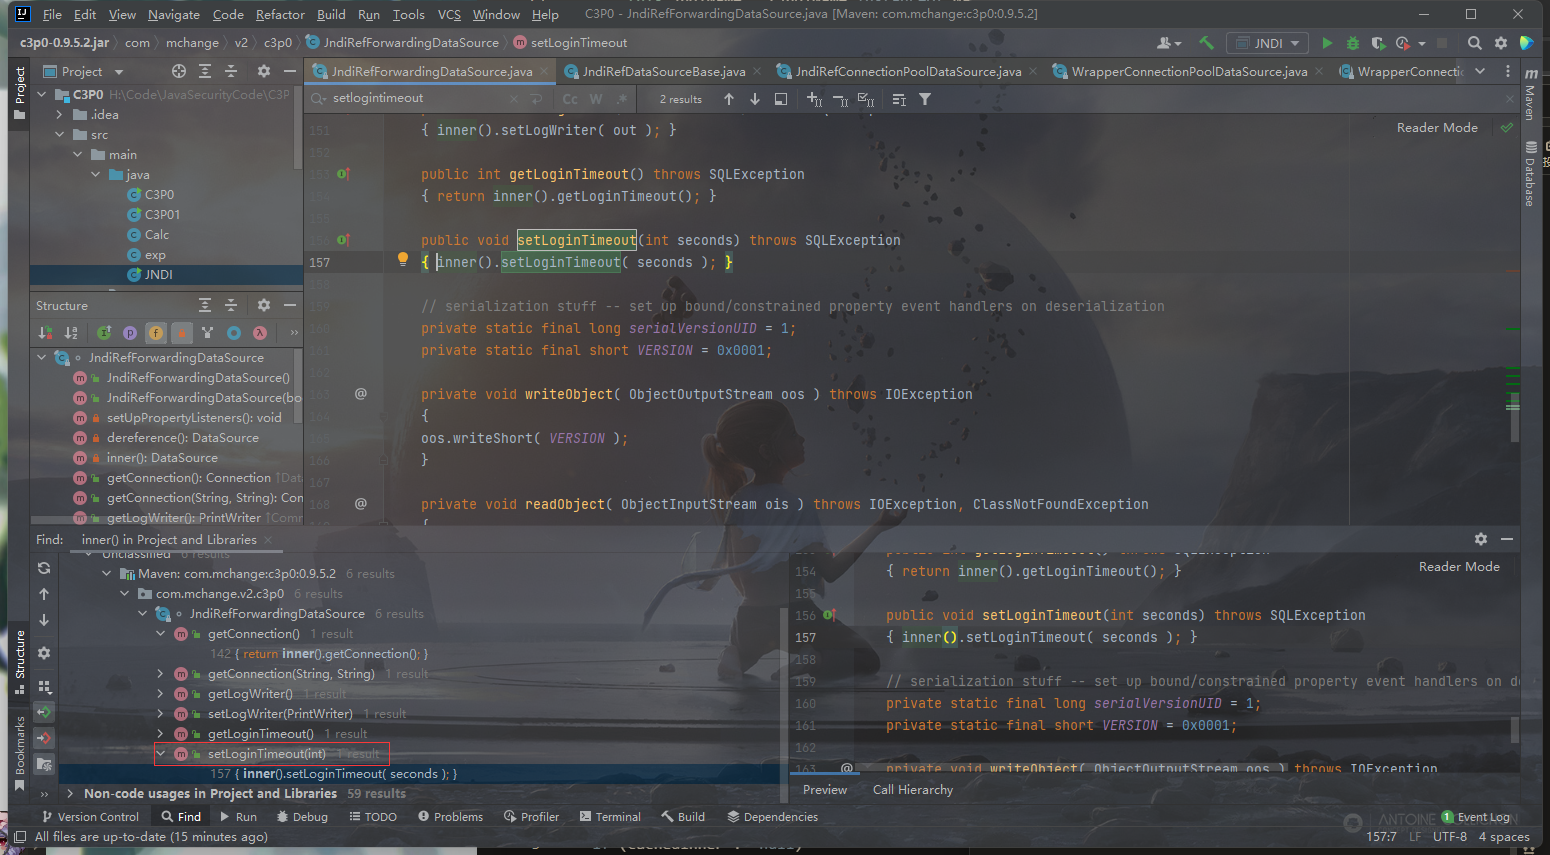 File Edit View Navigate Code Refactor Build Run Tools VCS Window Help C3P0 - JndiRefForwardingDataSource.java [Maven: com.mchange:c3p0:0.9.5.2]
c3p0-0.9.5.2.jar com mchange v2 c3p0 JndiRefForwardingDataSource setLoginTimeout JNDI
Project
JndiRefForwardingDataSource.java JndiRefDataSourceBase.java JndiRefConnectionPoolDataSource.java WrapperConnectionPoolDataSource.java WrapperConnectic
setlogintimeout Cc W .* 2 results
Project
C3P0 H:\Code\JavaSecurityCode\C3P
.idea
src
main
java
C3P0
C3P01
Calc
exp
JNDI
Reader Mode
Maven
Database
151 { inner().setLogWriter( out ); }
152
153 public int getLoginTimeout() throws SQLException
{ return inner().getLoginTimeout(); }
155
public void setLoginTimeout(int seconds) throws SQLException
157 { inner().setLoginTimeout( seconds ); }
158
159 // serialization stuff -- set up bound/constrained property event handlers on deserialization
160 private static final long serialVersionUID = 1;
161 private static final short VERSION = 0x0001;
162
163 @ private void writeObject( ObjectOutputStream oos ) throws IOException
164 {
165 oos.writeShort( VERSION );
166 }
167
168 @ private void readObject( ObjectInputStream ois ) throws IOException, ClassNotFoundException
{
Structure
JndiRefForwardingDataSource
JndiRefForwardingDataSource()
JndiRefForwardingDataSource(bo
setUpPropertyListeners(): void
dereference(): DataSource
inner(): DataSource
getConnection(): Connection ↑Dat
getConnection(String, String): Con
getLogWriter(): PrintWriter ↑Comr
Find: inner() in Project and Libraries
Unclassified 6 results
Maven: com.mchange:c3p0:0.9.5.2 6 results
com.mchange.v2.c3p0 6 results
JndiRefForwardingDataSource 6 results
getConnection() 1 result
142 { return inner().getConnection(); }
getConnection(String, String) 1 result
getLogWriter() 1 result
setLogWriter(PrintWriter) 1 result
getLoginTimeout() 1 result
setLoginTimeout(int) 1 result
157 { inner().setLoginTimeout( seconds ); }
Non-code usages in Project and Libraries 59 results
Structure
Bookmarks
public int getLoginTimeout() throws SQLException
154 { return inner().getLoginTimeout(); }
155
156 public void setLoginTimeout(int seconds) throws SQLException
157 { inner().setLoginTimeout( seconds ); }
158
159 // serialization stuff -- set up bound/constrained property event handlers on de
160 private static final long serialVersionUID = 1;
161 private static final short VERSION = 0x0001;
162
163 @ private void writeObject( ObjectOutputStream oos ) throws IOException
Reader Mode
Preview Call Hierarchy
Version Control Find Run Debug TODO Problems Profiler Terminal Build Dependencies 1 Event Log
All files are up-to-date (15 minutes ago) 157:7 LF UTF-8 4 spaces